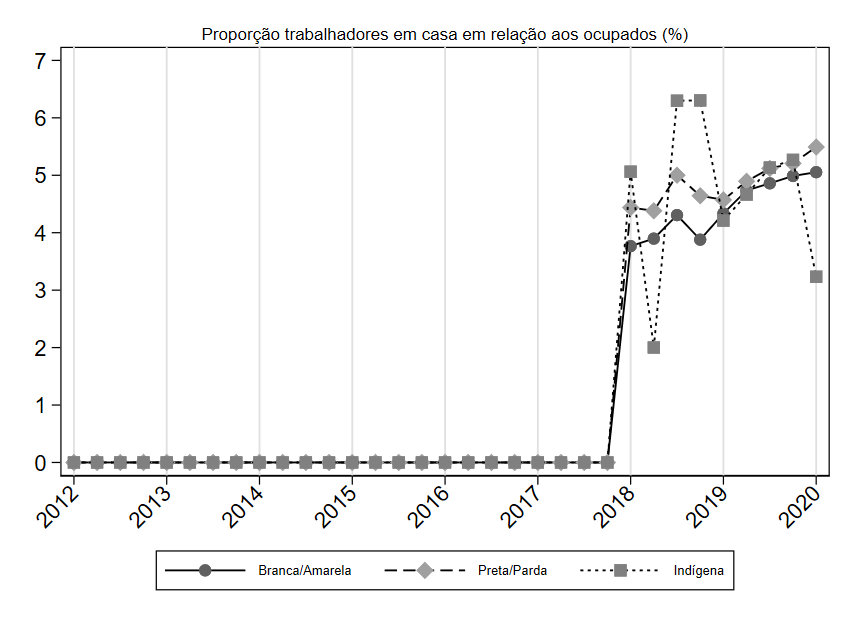 Proporção trabalhadores em casa em relação aos ocupados (%)
7
6
5
4
3
2
1
0
2012 2013 2014 2015 2016 2017 2018 2019 2020
Branca/Amarela Preta/Parda Indígena